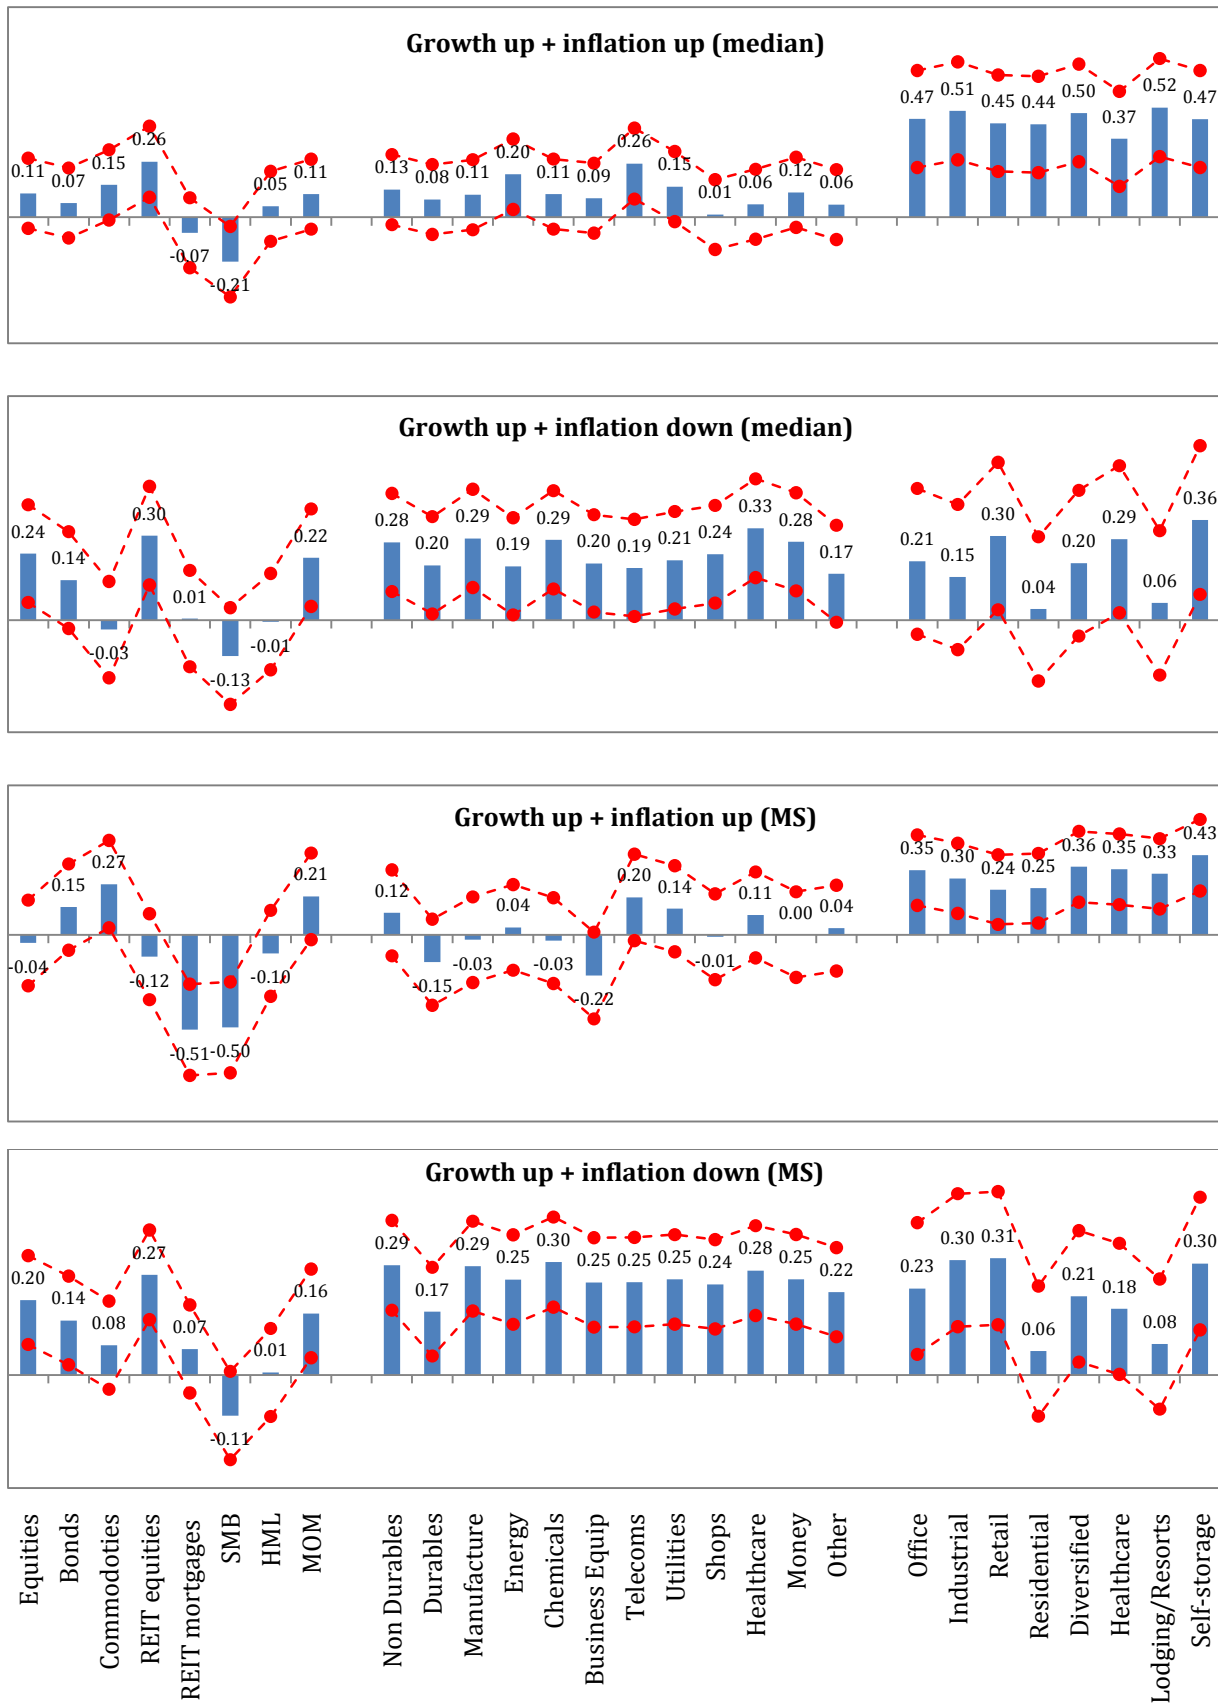 Growth up + inflation up (median)
0.11 0.07 0.15 0.26 -0.07 -0.21 0.05 0.11 0.13 0.08 0.11 0.20 0.11 0.09 0.26 0.15 0.01 0.06 0.12 0.06 0.47 0.51 0.45 0.44 0.50 0.37 0.52 0.47
Growth up + inflation down (median)
0.24 0.14 -0.03 0.30 0.01 -0.13 -0.01 0.22 0.28 0.20 0.29 0.19 0.29 0.20 0.19 0.21 0.24 0.33 0.28 0.17 0.21 0.15 0.30 0.04 0.20 0.29 0.06 0.36
Growth up + inflation up (MS)
-0.04 0.15 0.27 -0.12 -0.51 -0.50 -0.10 0.21 0.12 -0.15 -0.03 0.04 -0.03 -0.22 0.20 0.14 -0.01 0.11 0.00 0.04 0.35 0.30 0.24 0.25 0.36 0.35 0.33 0.43
Growth up + inflation down (MS)
0.20 0.14 0.08 0.27 0.07 -0.11 0.01 0.16 0.29 0.17 0.29 0.25 0.30 0.25 0.25 0.25 0.24 0.28 0.25 0.22 0.23 0.30 0.31 0.06 0.21 0.18 0.08 0.30
Equities
Bonds
Commodoties
REIT equities
REIT mortgages
SMB
HML
MOM
Non Durables
Durables
Manufacture
Energy
Chemicals
Business Equip
Telecoms
Utilities
Shops
Healthcare
Money
Other
Office
Industrial
Retail
Residential
Diversified
Healthcare
Lodging/Resorts
Self-storage